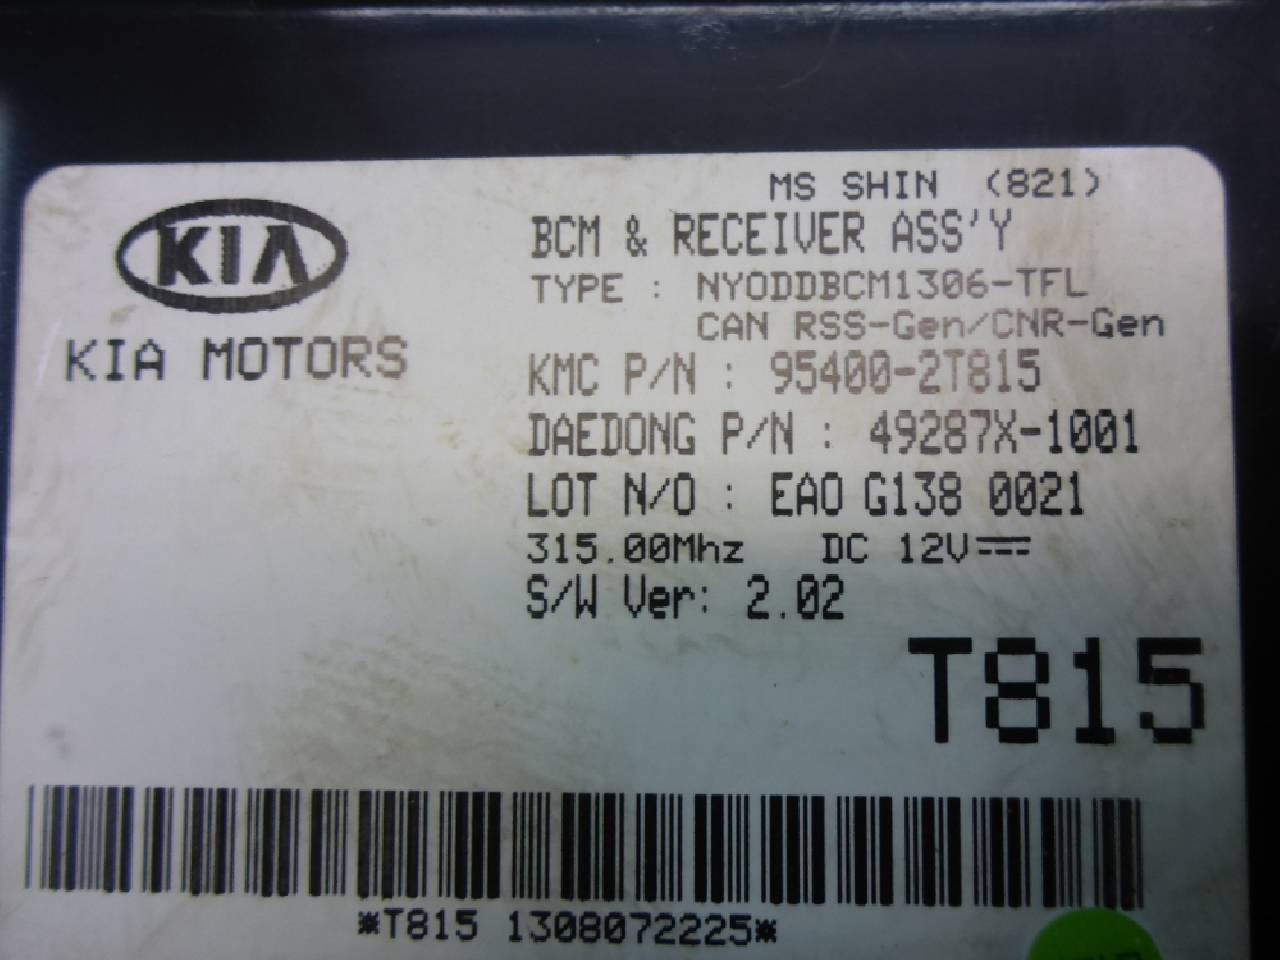 MS SHIN (821)
KIA
KIA MOTORS
BCM & RECEIVER ASS'Y
TYPE : NYODDBCM1306-TFL
CAN RSS-Gen/CNR-Gen
KMC P/N : 95400-2T815
DAEDONG P/N : 49287X-1001
LOT N/O : EAO G138 0021
315.00Mhz DC 12V
S/W Ver: 2.02
T815
*T815 1308072225*